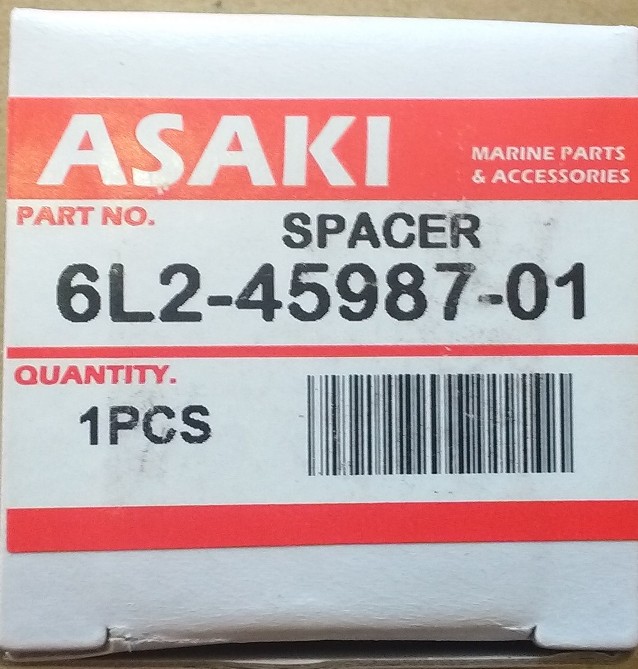 ASAKI
MARINE PARTS
& ACCESSORIES
PART NO.
SPACER
6L2-45987-01
QUANTITY.
1PCS